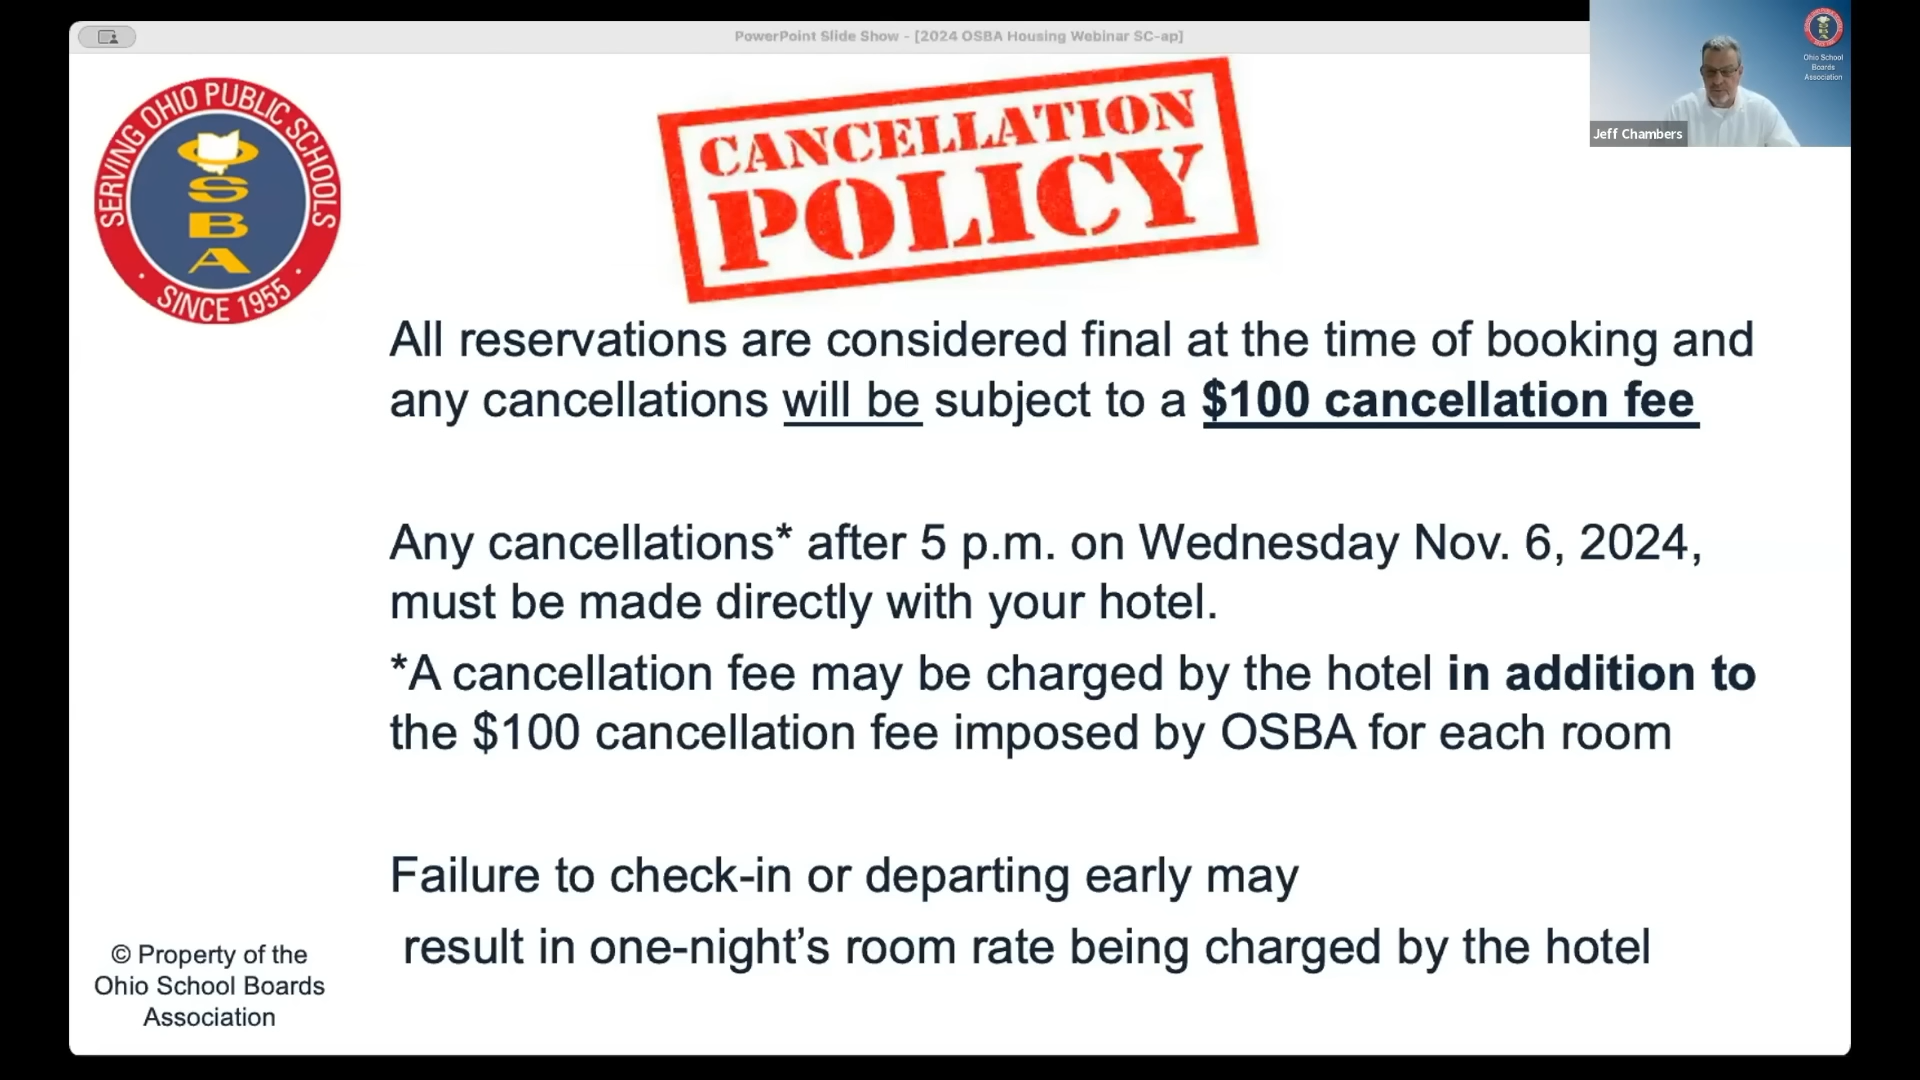 PowerPoint Slide Show - [2024 OSBA Housing Webinar SC-ap]
SERVING OHIO PUBLIC SCHOOLS
OSBA
SINCE 1955
CANCELLATION
POLICY
Ohio School
Boards
Association
Jeff Chambers
All reservations are considered final at the time of booking and
any cancellations will be subject to a $100 cancellation fee
Any cancellations* after 5 p.m. on Wednesday Nov. 6, 2024,
must be made directly with your hotel.
*A cancellation fee may be charged by the hotel in addition to
the $100 cancellation fee imposed by OSBA for each room
Failure to check-in or departing early may
result in one-night’s room rate being charged by the hotel
© Property of the
Ohio School Boards
Association